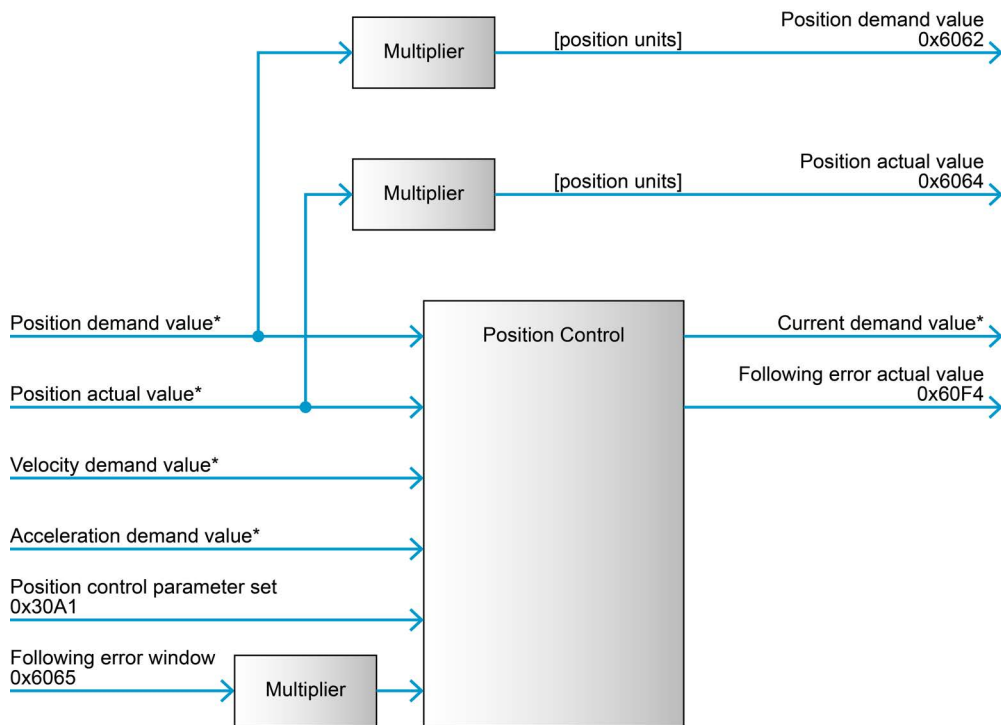 Position demand value
0x6062
Multiplier
[position units]
Position actual value
0x6064
Multiplier
[position units]
Position demand value*
Position Control
Current demand value*
Following error actual value
0x60F4
Position actual value*
Velocity demand value*
Acceleration demand value*
Position control parameter set
0x30A1
Following error window
0x6065
Multiplier